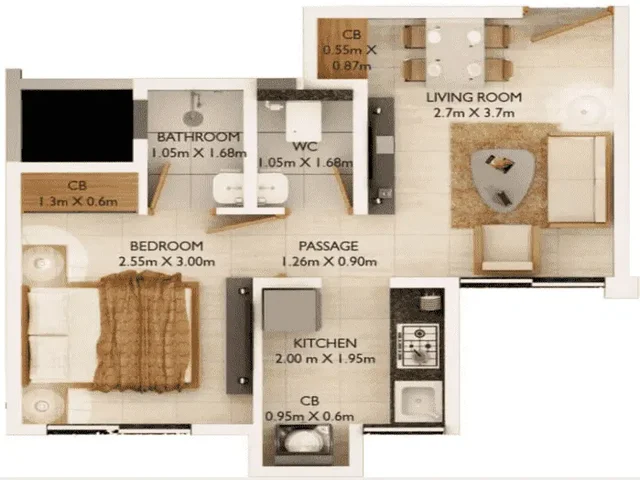 CB
0.55m X
0.87m
LIVING ROOM
2.7m X 3.7m
BATHROOM
1.05m X 1.68m
WC
1.05m X 1.68m
CB
1.3m X 0.6m
BEDROOM
2.55m X 3.00m
PASSAGE
1.26m X 0.90m
KITCHEN
2.00 m X 1.95m
CB
0.95m X 0.6m